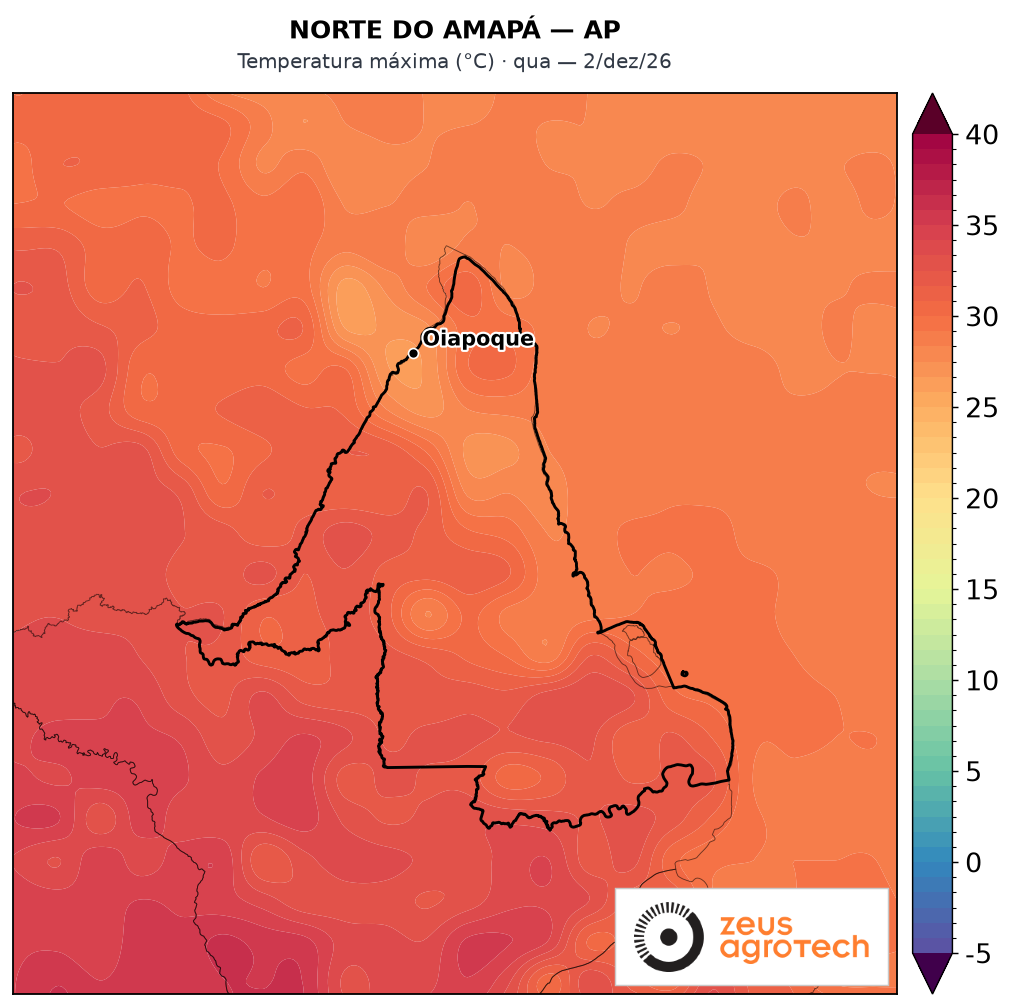 NORTE DO AMAPÁ — AP
Temperatura máxima (°C) · qua — 2/dez/26
Oiapoque
40
35
30
25
20
15
10
5
0
-5
zeus
agrotech